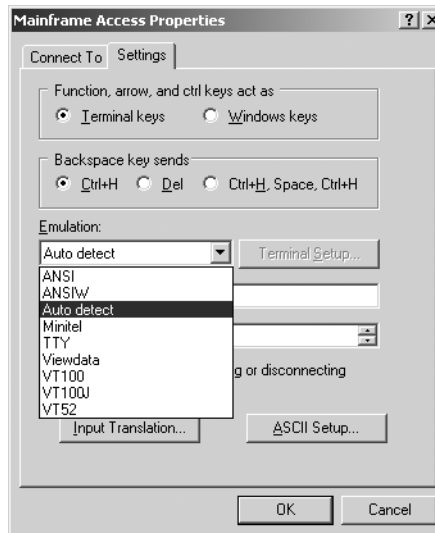 Mainframe Access Properties
Connect To Settings
Function, arrow, and ctrl keys act as
Terminal keys Windows keys
Backspace key sends
Ctrl+H Del Ctrl+H, Space, Ctrl+H
Emulation:
Auto detect Terminal Setup...
ANSI
ANSIW
Auto detect
Minitel
TTY
Viewdata
VT100 g or disconnecting
VT100J
VT52
Input Translation... ASCII Setup...
OK Cancel